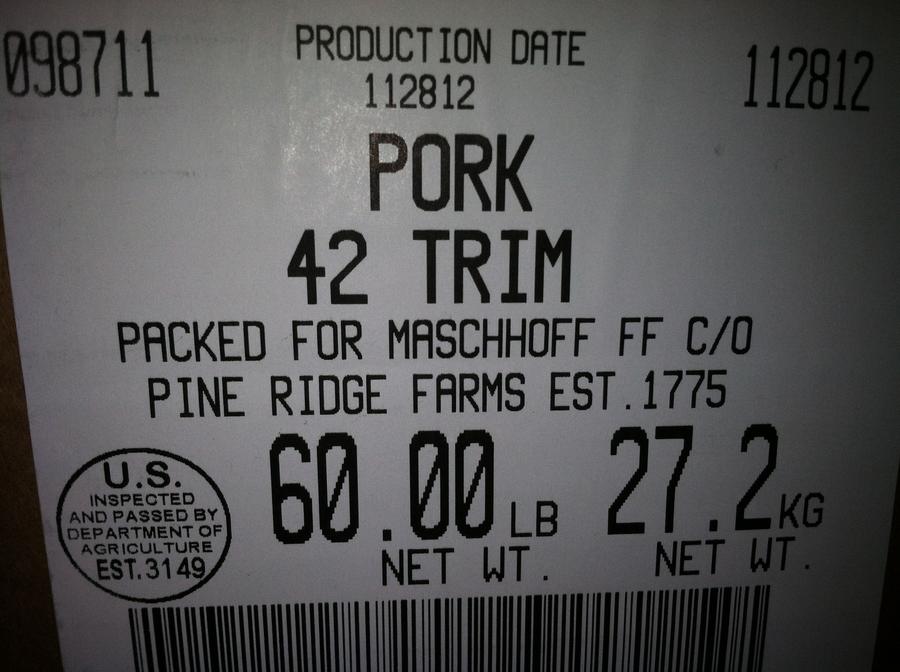 098711
PRODUCTION DATE
112812
112812
PORK
42 TRIM
PACKED FOR MASCHHOFF FF C/O
PINE RIDGE FARMS EST.1775
60.00 LB
NET WT.
27.2 KG
NET WT.
U.S.
INSPECTED
AND PASSED BY
DEPARTMENT OF
AGRICULTURE
EST.3149